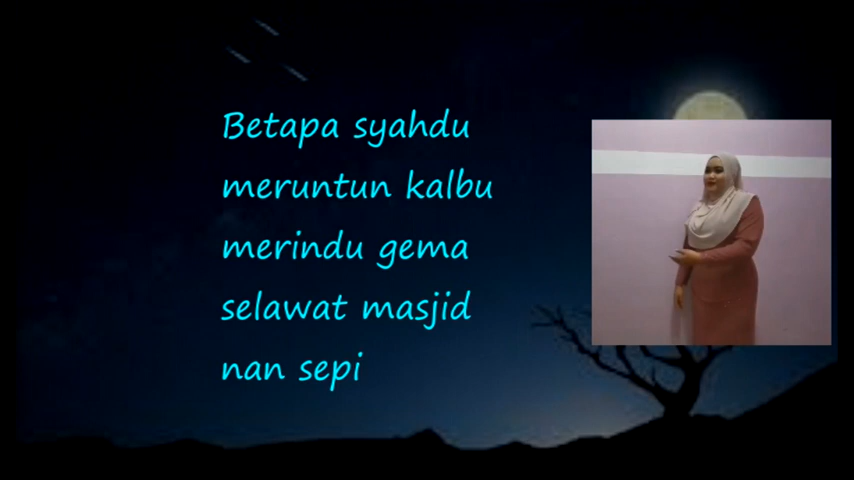 Betapa syahdu
meruntun kalbu
merindu gema
selawat masjid
nan sepi